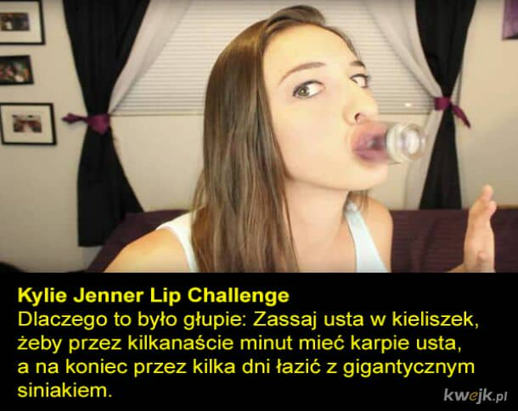 Kylie Jenner Lip Challenge
Dlaczego to było głupie: Zassaj usta w kieliszek,
żeby przez kilkanaście minut mieć karpie usta,
a na koniec przez kilka dni łazić z gigantycznym
siniakiem.
kwejk.pl